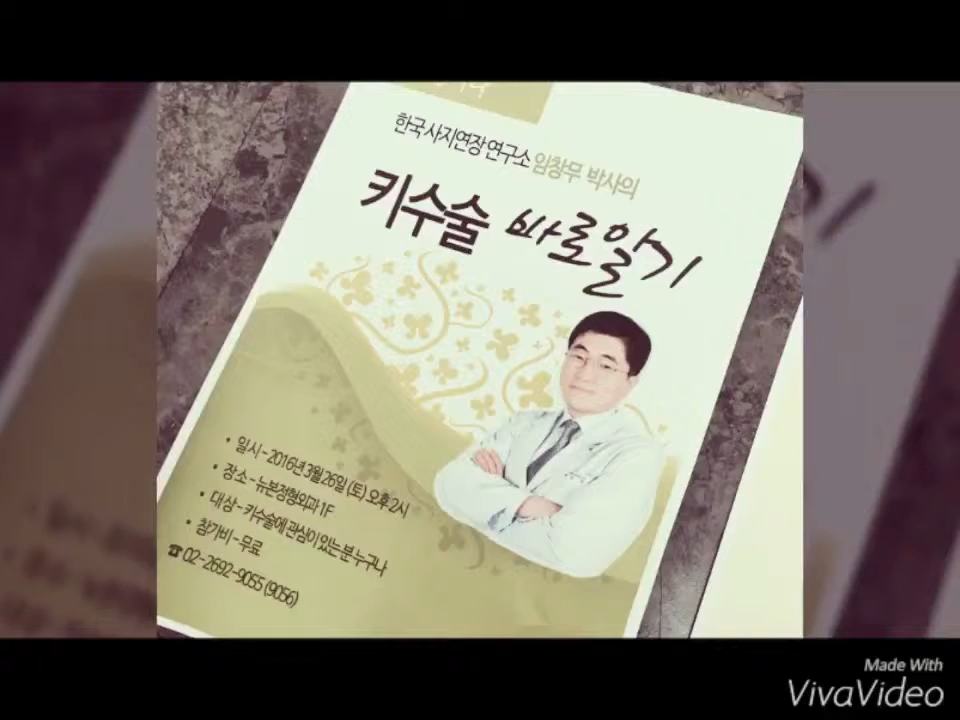 한국 사지연장 연구소 임창무 박사의
키수술 바로알기
• 일시 - 2016년 3월 26일 (토) 오후 2시
• 장소 - 뉴본정형외과 1F
• 대상 - 키수술에 관심이 있는 분 누구나
• 참가비 - 무료
☎ 02-2692-9055 (9056)
Made With
VivaVideo